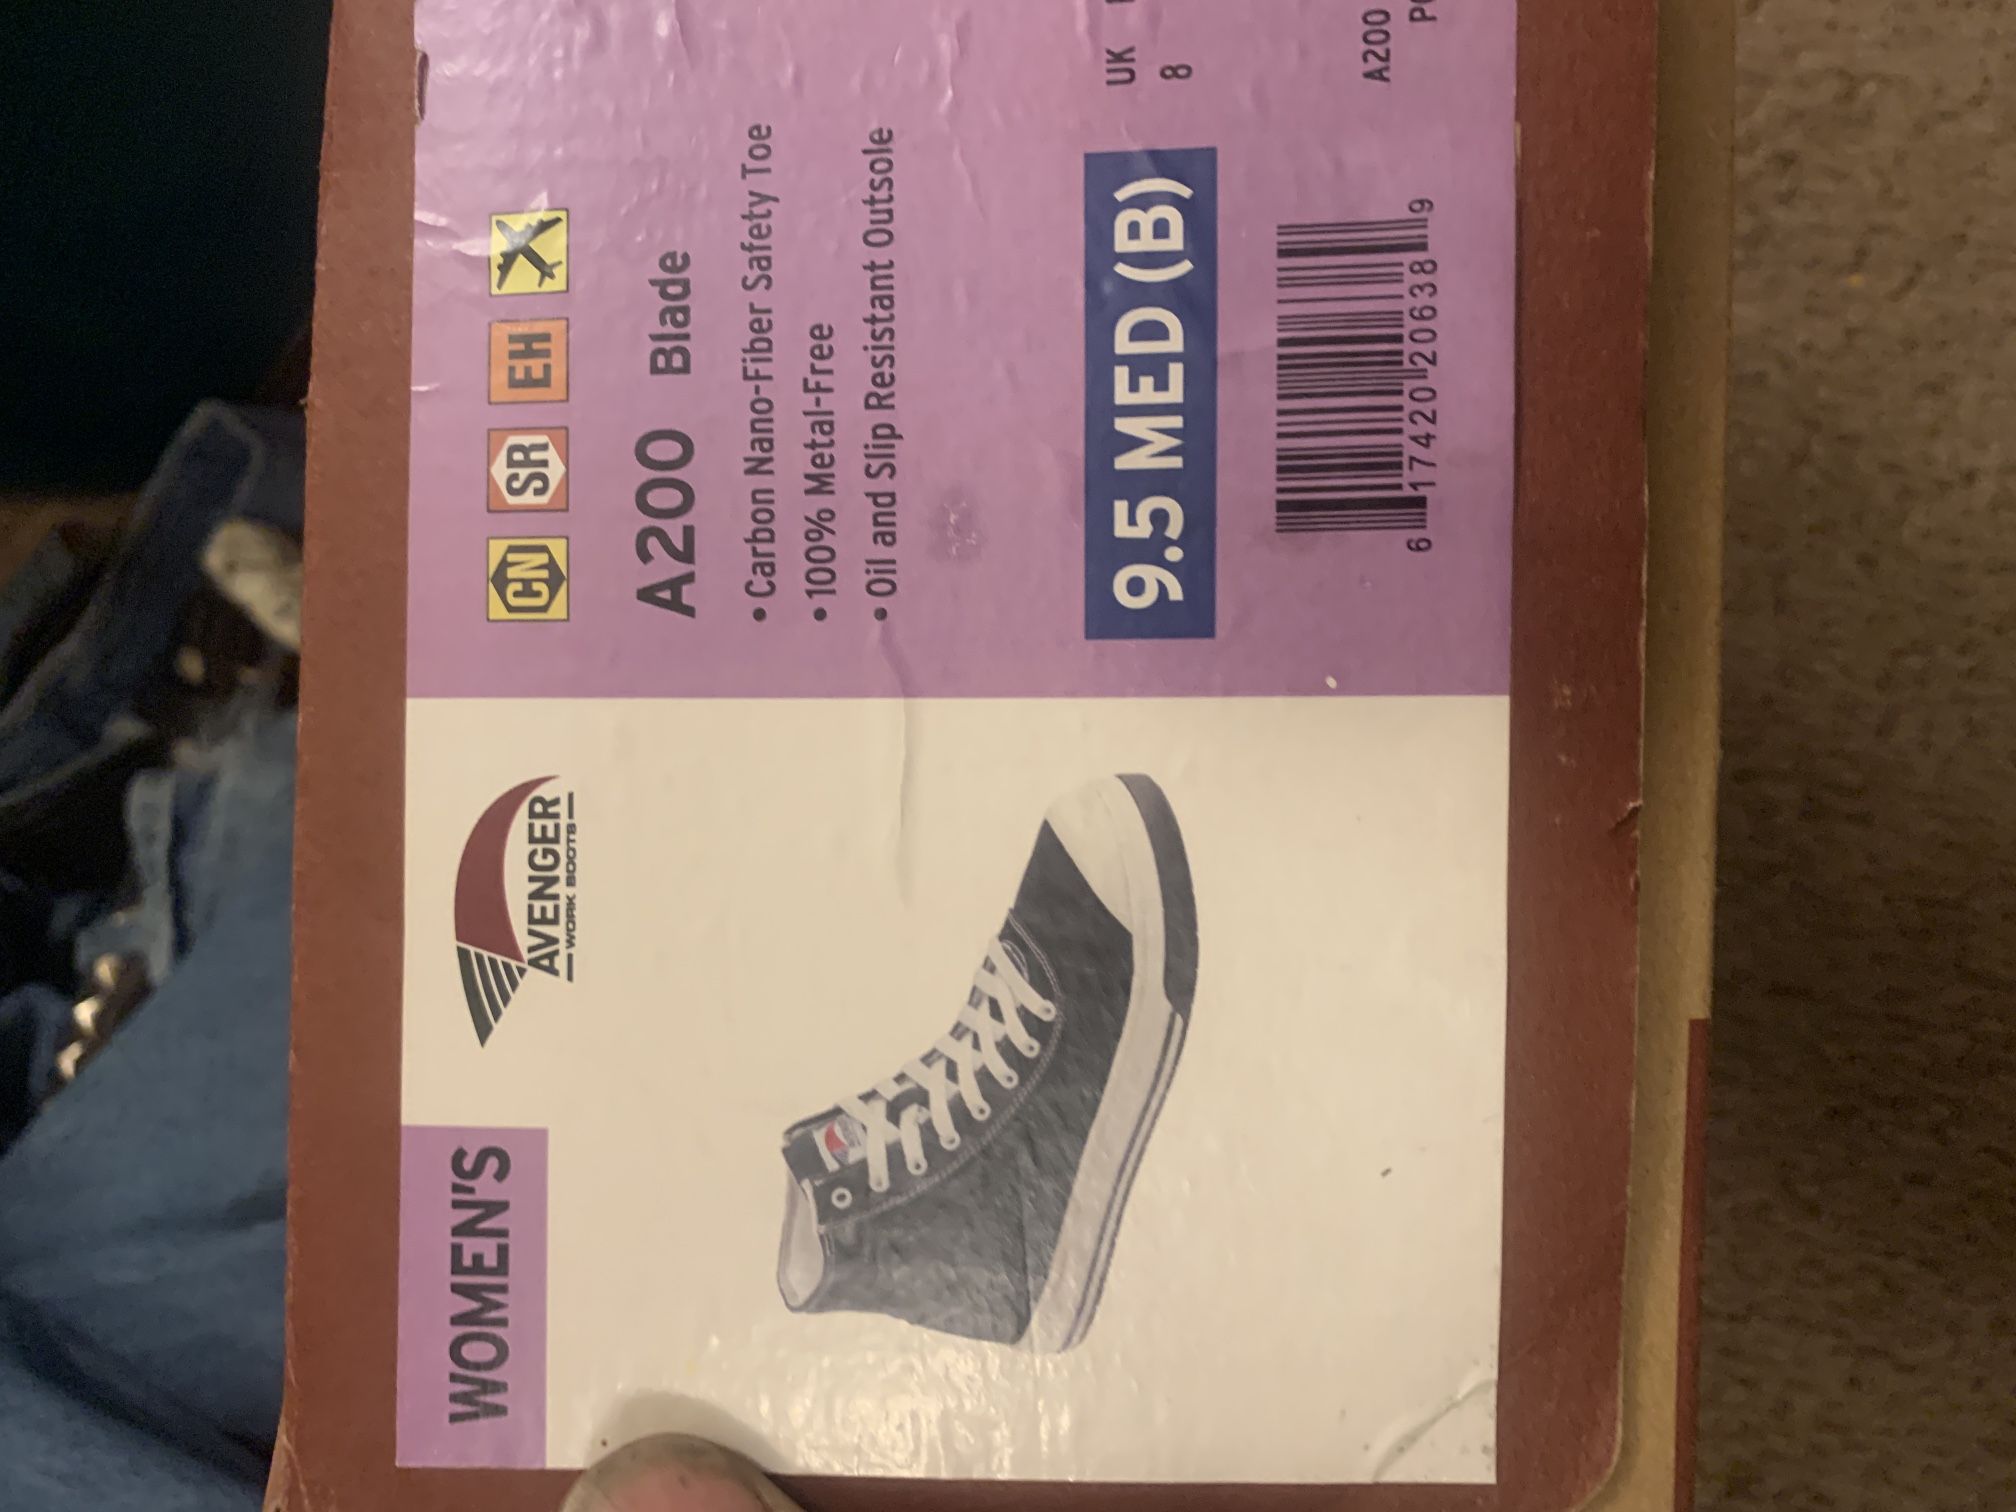 WOMEN'S
AVENGER
WORK BOOTS
CN SR EH
A200 Blade
• Carbon Nano-Fiber Safety Toe
• 100% Metal-Free
• Oil and Slip Resistant Outsole
9.5 MED (B)
UK
8
6 17420 20638 9
A200